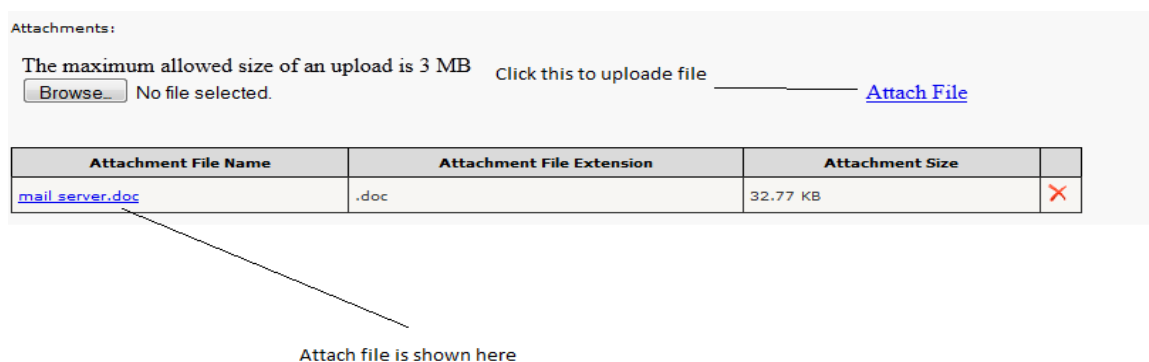 Attachments:
The maximum allowed size of an upload is 3 MB
Click this to uploade file
Browse_ No file selected.
Attach File
Attachment File Name Attachment File Extension Attachment Size
mail server.doc .doc 32.77 KB
Attach file is shown here